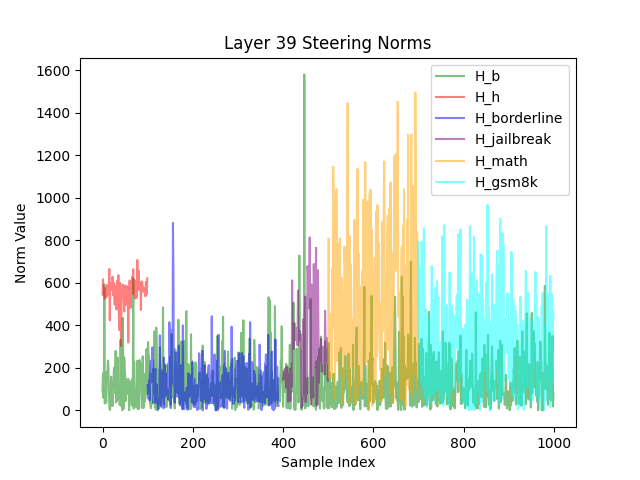 Layer 39 Steering Norms
Norm Value
1600
1400
1200
1000
800
600
400
200
0
H_b
H_h
H_borderline
H_jailbreak
H_math
H_gsm8k
0
200
400
600
800
1000
Sample Index